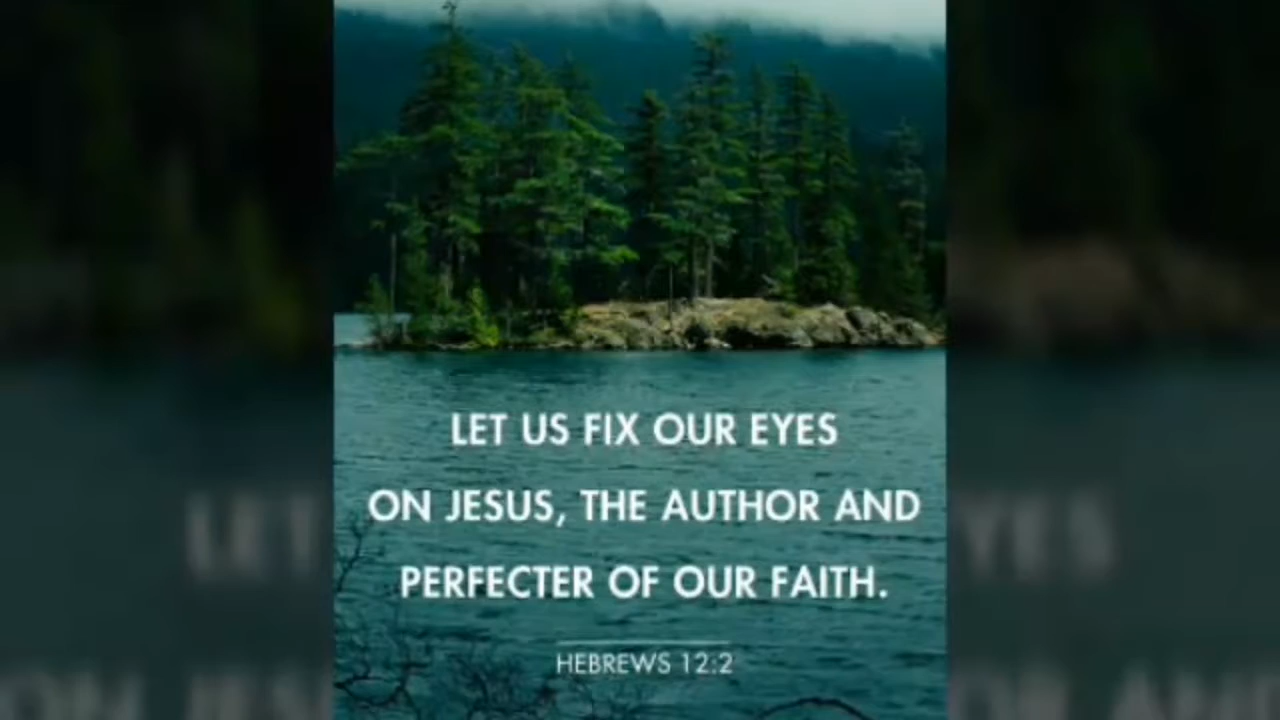 LET US FIX OUR EYES
ON JESUS, THE AUTHOR AND
PERFECTER OF OUR FAITH.
HEBREWS 12:2